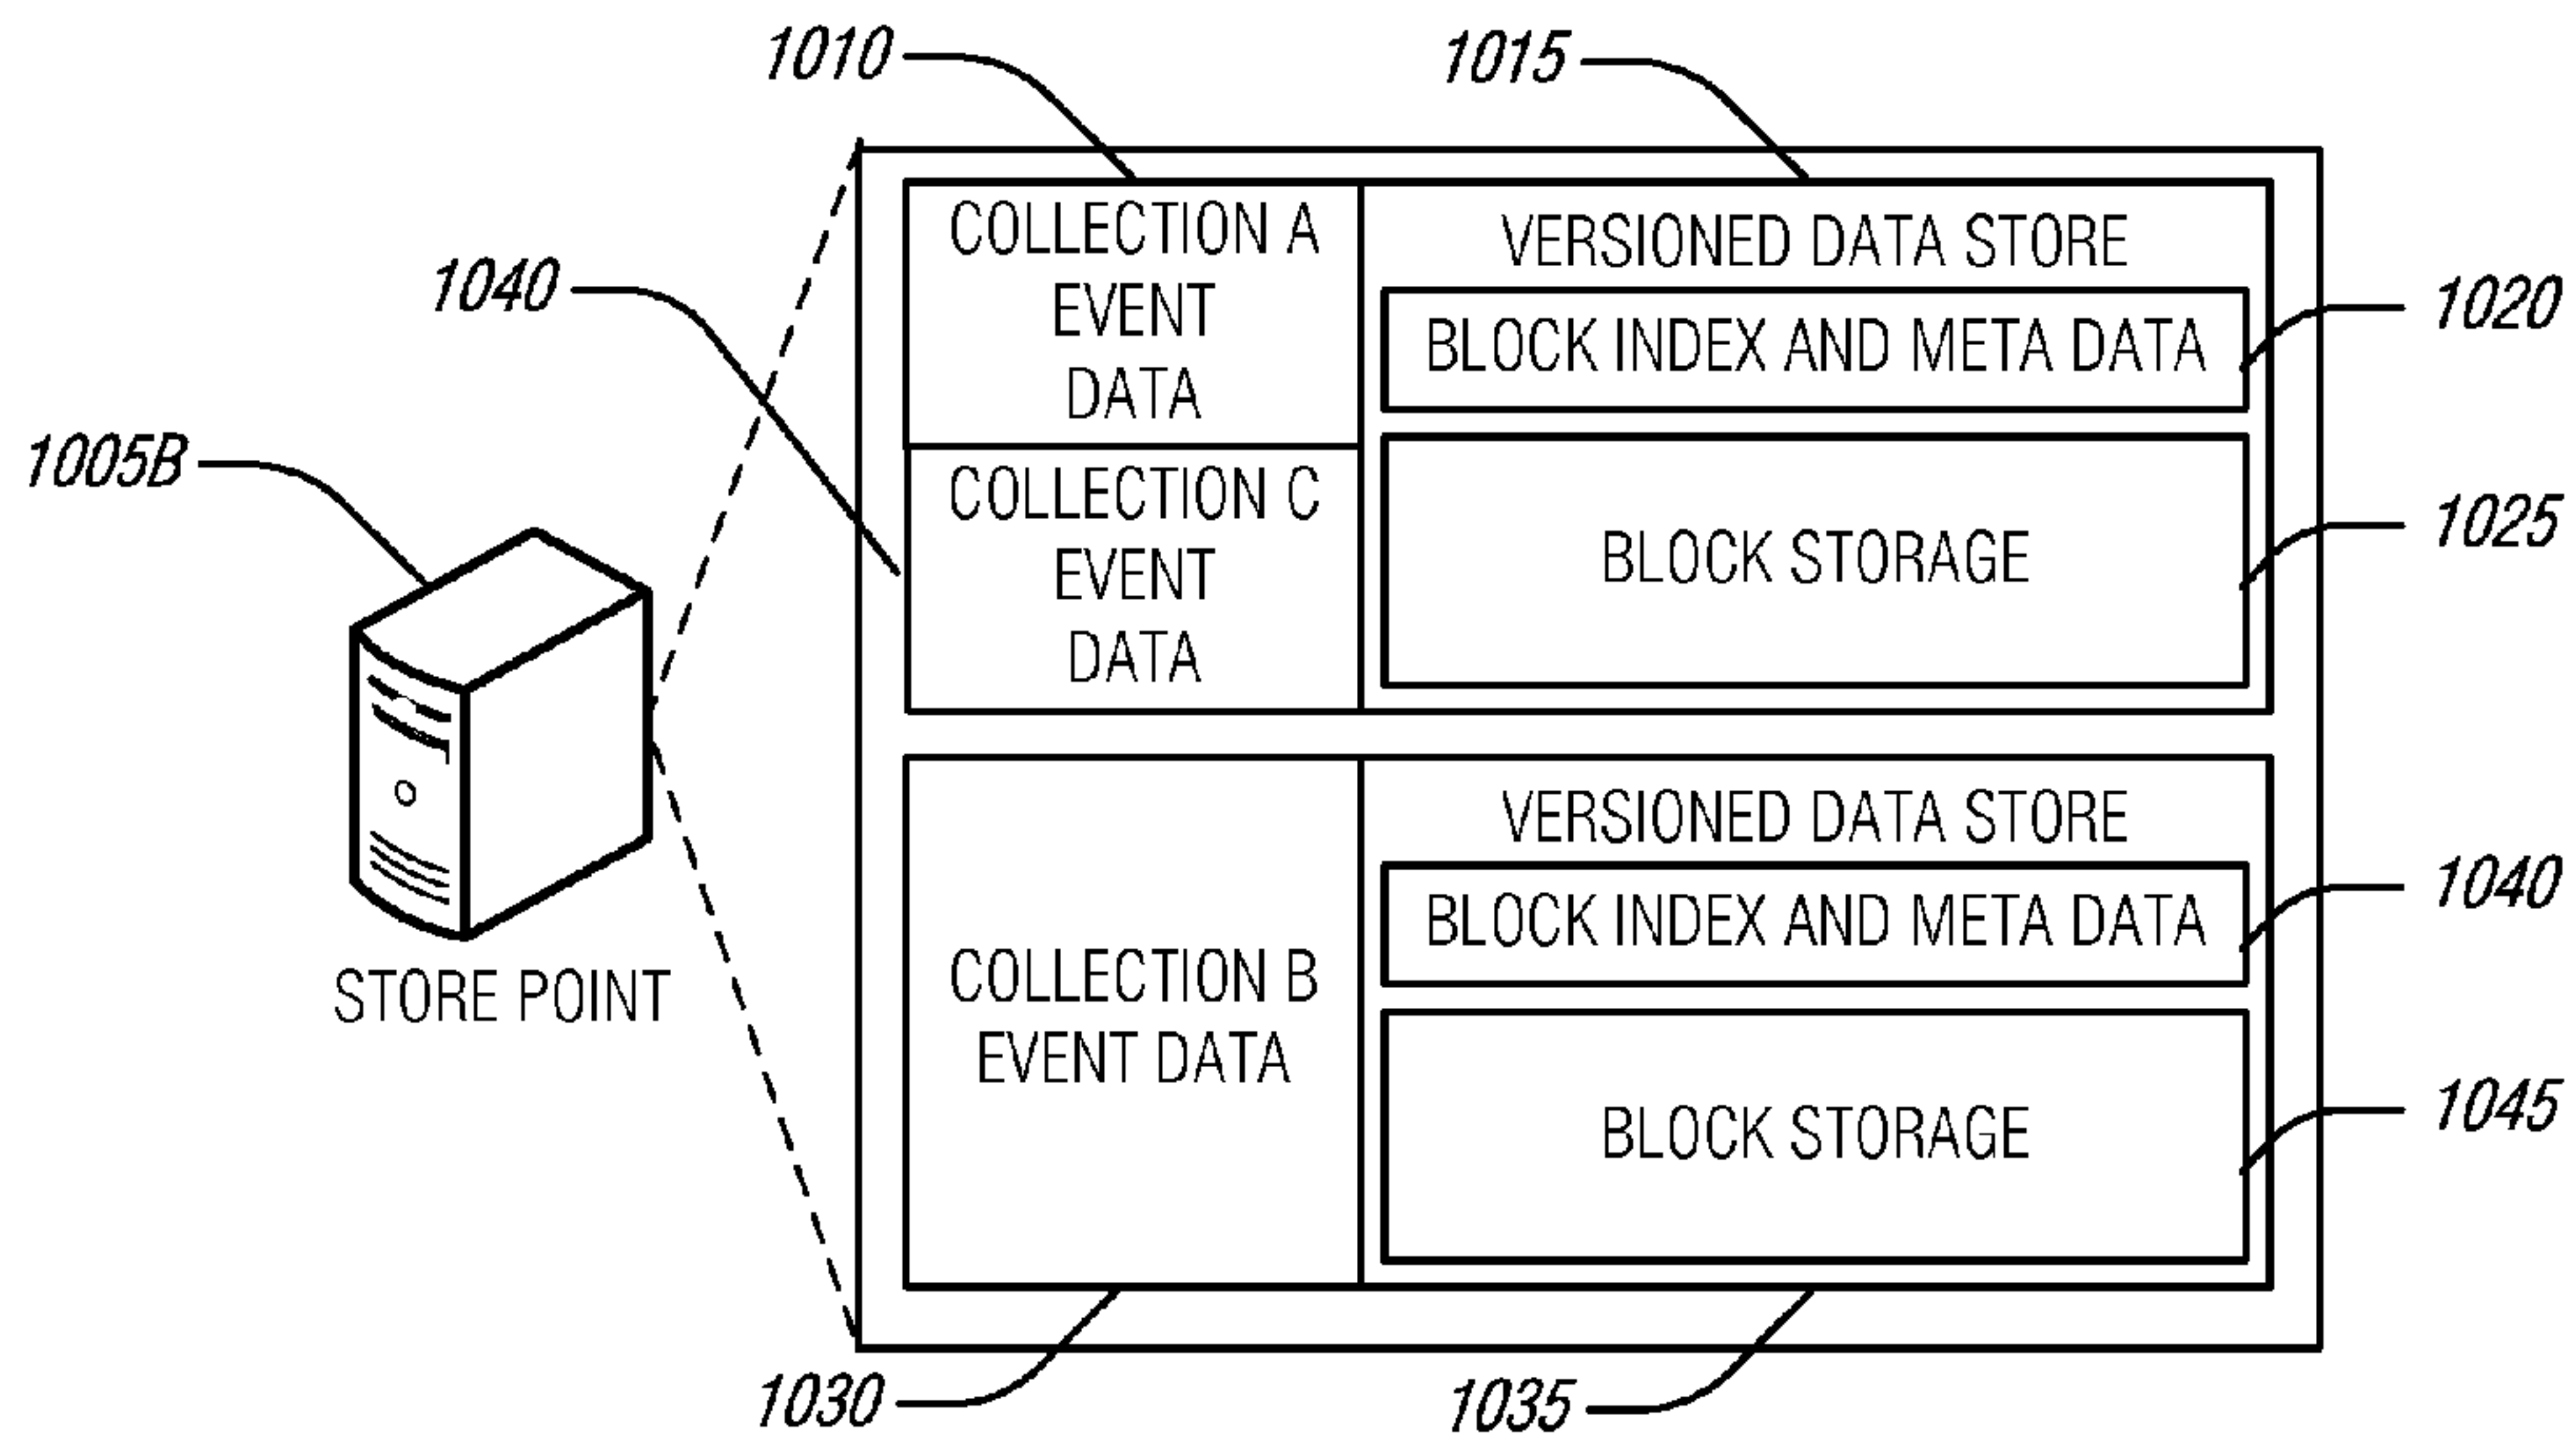 1010
1015
COLLECTION A
EVENT
DATA
VERSIONED DATA STORE
1040
1020
BLOCK INDEX AND META DATA
1005B
COLLECTION C
EVENT
DATA
1025
BLOCK STORAGE
STORE POINT
COLLECTION B
EVENT DATA
VERSIONED DATA STORE
BLOCK INDEX AND META DATA
1040
BLOCK STORAGE
1045
1030
1035